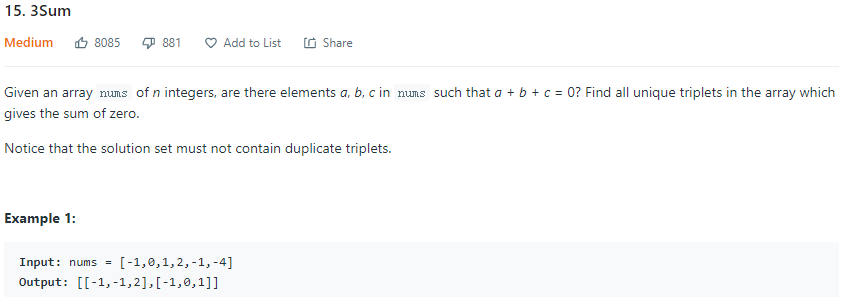 15. 3Sum
Medium 8085 881 Add to List Share
Given an array nums of n integers, are there elements a, b, c in nums such that a + b + c = 0? Find all unique triplets in the array which
gives the sum of zero.
Notice that the solution set must not contain duplicate triplets.
Example 1:
Input: nums = [-1,0,1,2,-1,-4]
Output: [[-1,-1,2],[-1,0,1]]